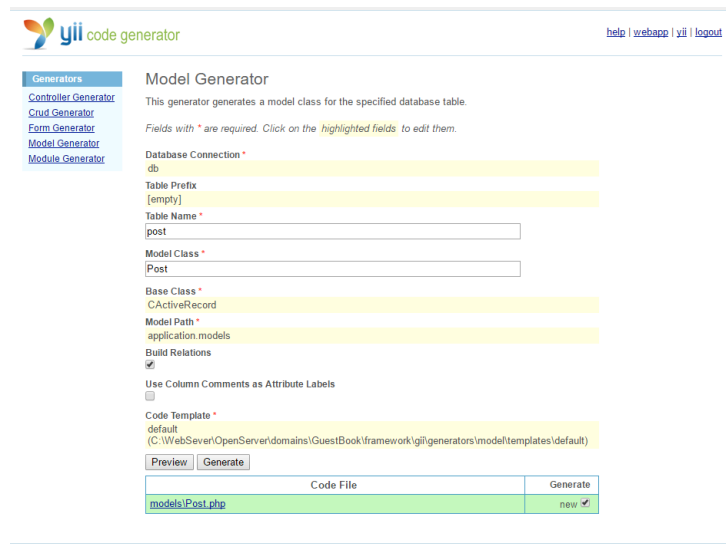 yii code generator
help | webapp | yii | logout
Generators
Controller Generator
Crud Generator
Form Generator
Model Generator
Module Generator
Model Generator
This generator generates a model class for the specified database table.
Fields with * are required. Click on the highlighted fields to edit them.
Database Connection *
db
Table Prefix
[empty]
Table Name *
post
Model Class *
Post
Base Class *
CActiveRecord
Model Path *
application.models
Build Relations
Use Column Comments as Attribute Labels
Code Template *
default
(C:\WebSever\OpenServer\domains\GuestBook\framework\gii\generators\model\templates\default)
Preview Generate
Code File Generate
models\Post.php new